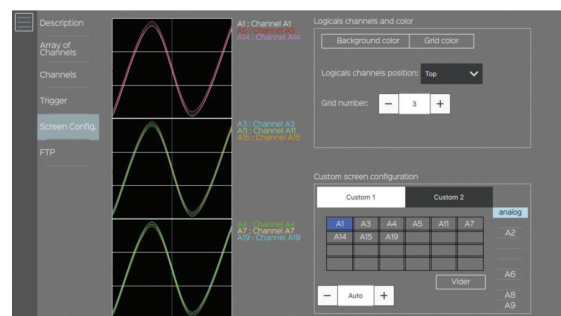 Description
Array of
Channels
Channels
Trigger
Screen Config.
FTP
A1 : Channel A1
A5 : Channel A5
A14 : Channel A14
A3 : Channel A3
A11 : Channel A11
A15 : Channel A15
A4 : Channel A4
A7 : Channel A7
A19 : Channel A19
Logicals channels and color
Background color Grid color
Logicals channels position: Top
Grid number: − 3 +
Custom screen configuration
Custom 1 Custom 2
analog
A1 A3 A4 A5 A11 A7
A14 A15 A19
A2
A6
Vider
− Auto +
A8
A9